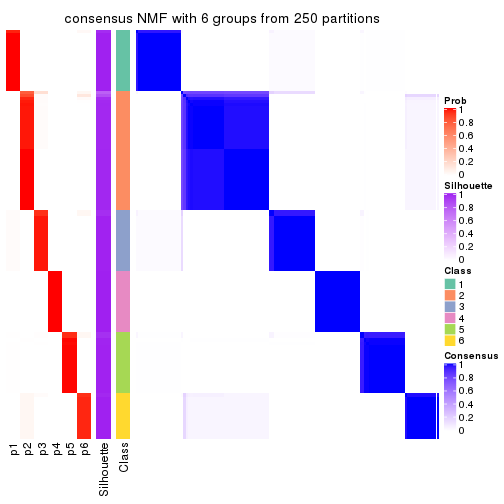 consensus NMF with 6 groups from 250 partitions
Prob
1
0.8
0.6
0.4
0.2
0
Silhouette
1
0.8
0.6
0.4
0.2
0
Class
1
2
3
4
5
6
Consensus
1
0.8
0.6
0.4
0.2
0
p1
p2
p3
p4
p5
p6
Silhouette
Class